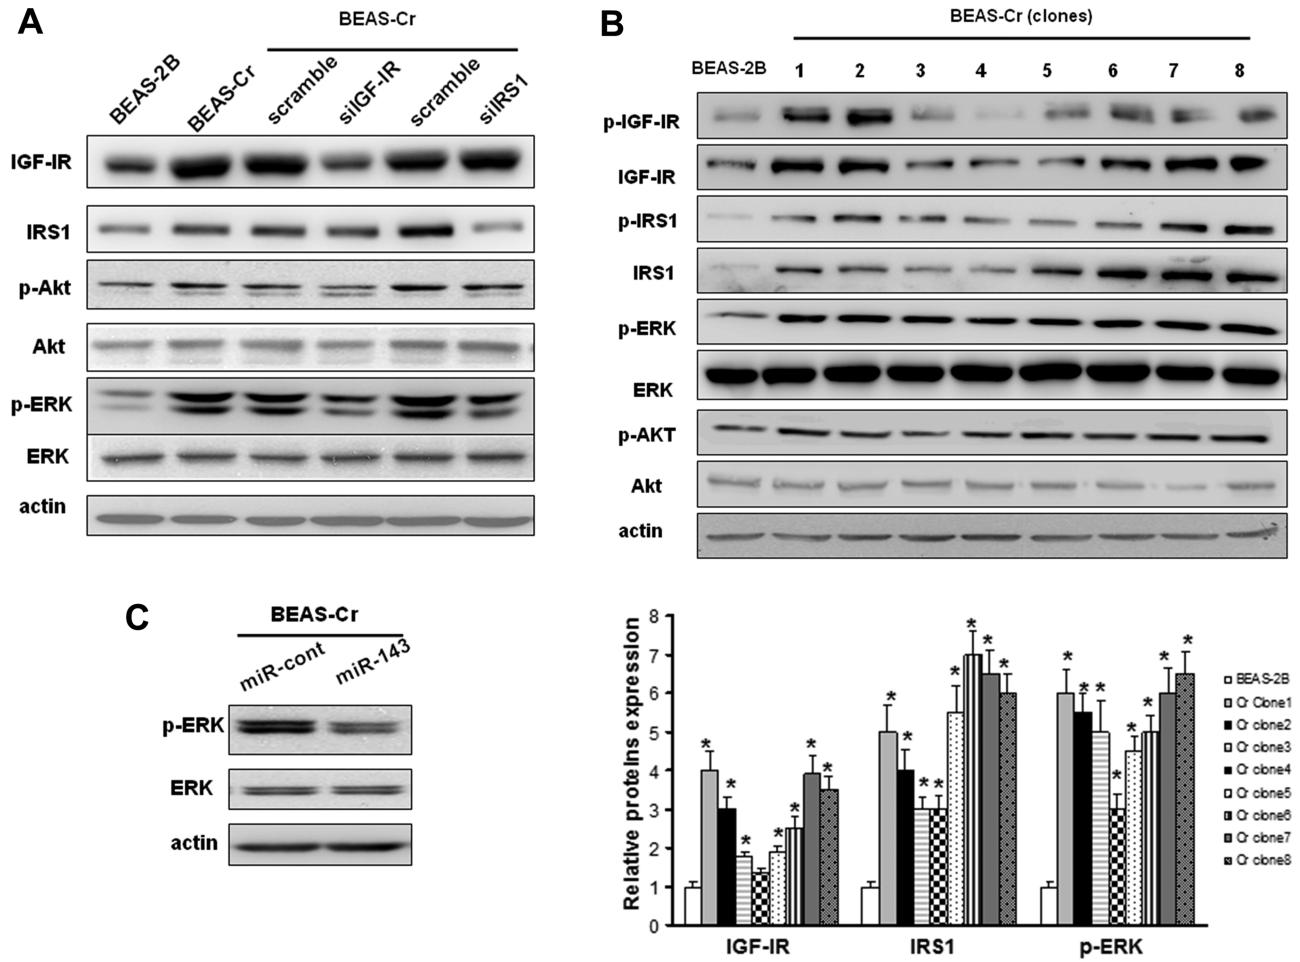 A
BEAS-Cr
BEAS-2B
BEAS-Cr
scramble
siIGF-IR
scramble
siIRS1
IGF-IR
IRS1
p-Akt
Akt
p-ERK
ERK
actin
B
BEAS-Cr (clones)
BEAS-2B 1 2 3 4 5 6 7 8
p-IGF-IR
IGF-IR
p-IRS1
IRS1
p-ERK
ERK
p-AKT
Akt
actin
C
BEAS-Cr
miR-cont
miR-143
p-ERK
ERK
actin
Relative proteins expression
8
7
6
5
4
3
2
1
0
* * * * * * *
* * * * * * * *
* * * * * * * *
IGF-IR IRS1 p-ERK
BEAS-2B
Cr Clone1
Cr clone2
Cr clone3
Cr clone4
Cr clone5
Cr clone6
Cr clone7
Cr clone8